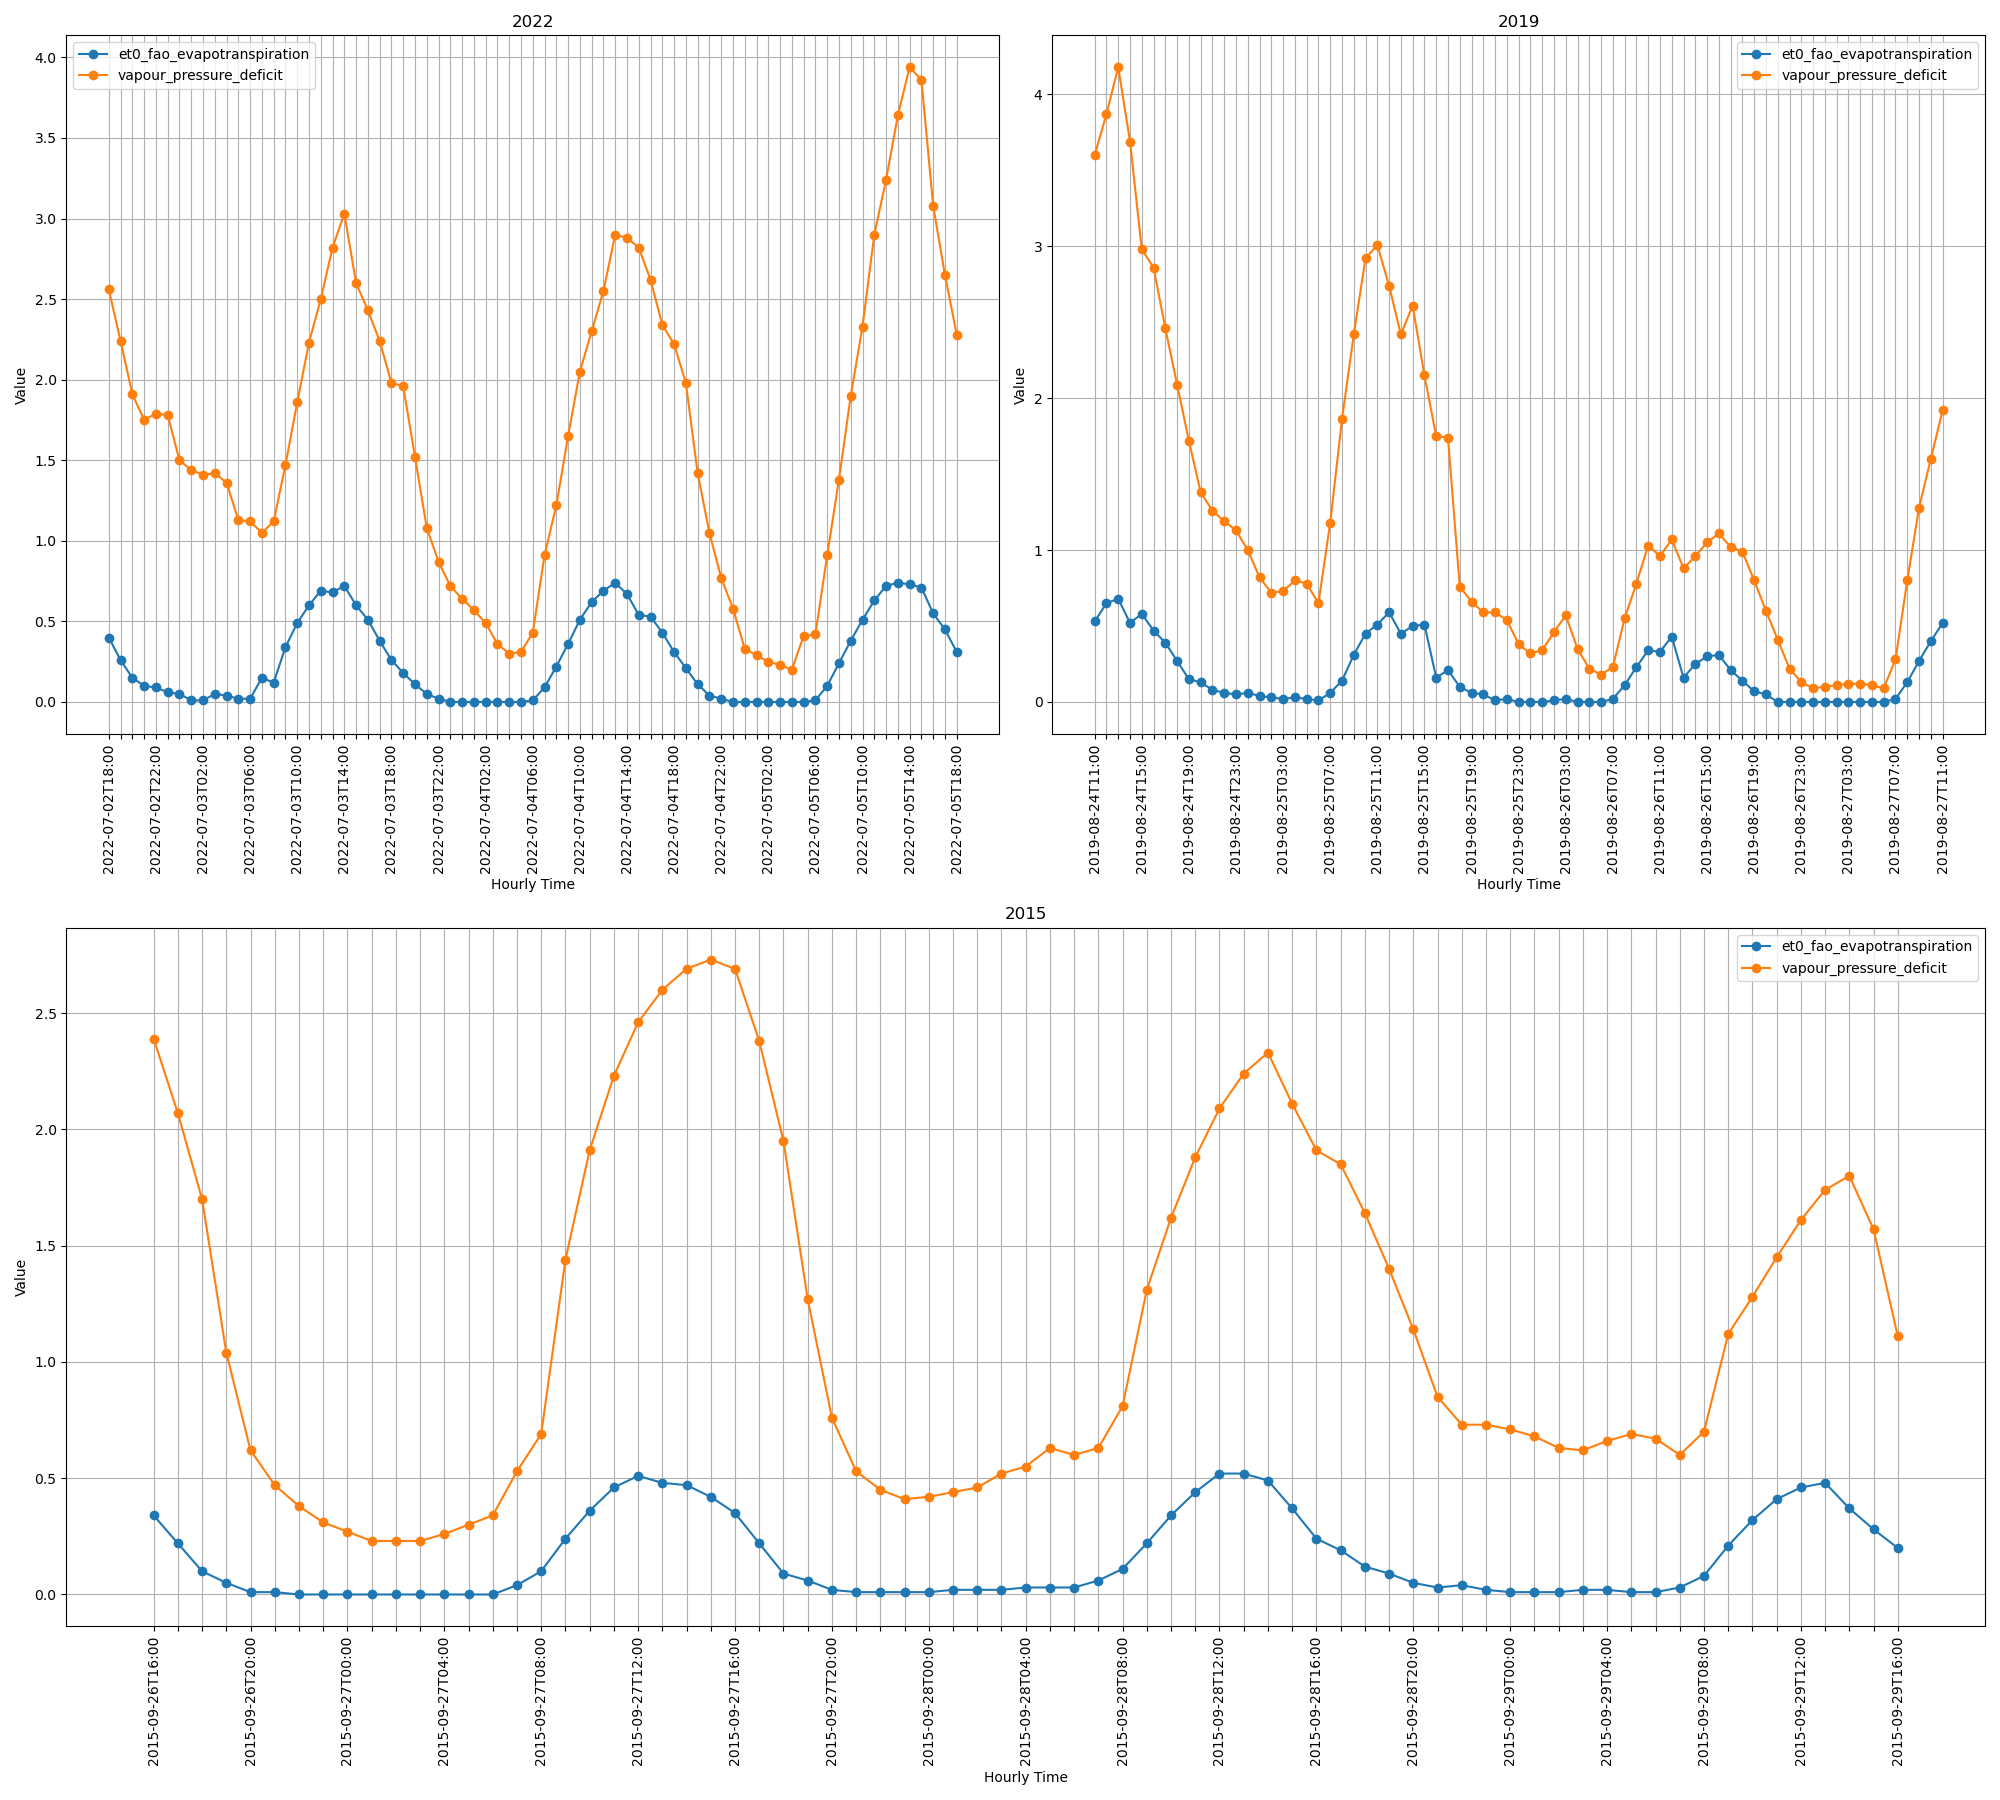 2022
et0_fao_evapotranspiration
vapour_pressure_deficit
Value
4.0
3.5
3.0
2.5
2.0
1.5
1.0
0.5
0.0
2022-07-02T18:00
2022-07-02T22:00
2022-07-03T02:00
2022-07-03T06:00
2022-07-03T10:00
2022-07-03T14:00
2022-07-03T18:00
2022-07-03T22:00
2022-07-04T02:00
2022-07-04T06:00
2022-07-04T10:00
2022-07-04T14:00
2022-07-04T18:00
2022-07-04T22:00
2022-07-05T02:00
2022-07-05T06:00
2022-07-05T10:00
2022-07-05T14:00
2022-07-05T18:00
Hourly Time
2019
et0_fao_evapotranspiration
vapour_pressure_deficit
Value
4
3
2
1
0
2019-08-24T11:00
2019-08-24T15:00
2019-08-24T19:00
2019-08-24T23:00
2019-08-25T03:00
2019-08-25T07:00
2019-08-25T11:00
2019-08-25T15:00
2019-08-25T19:00
2019-08-25T23:00
2019-08-26T03:00
2019-08-26T07:00
2019-08-26T11:00
2019-08-26T15:00
2019-08-26T19:00
2019-08-26T23:00
2019-08-27T03:00
2019-08-27T07:00
2019-08-27T11:00
Hourly Time
2015
et0_fao_evapotranspiration
vapour_pressure_deficit
Value
2.5
2.0
1.5
1.0
0.5
0.0
2015-09-26T16:00
2015-09-26T20:00
2015-09-27T00:00
2015-09-27T04:00
2015-09-27T08:00
2015-09-27T12:00
2015-09-27T16:00
2015-09-27T20:00
2015-09-28T00:00
2015-09-28T04:00
2015-09-28T08:00
2015-09-28T12:00
2015-09-28T16:00
2015-09-28T20:00
2015-09-29T00:00
2015-09-29T04:00
2015-09-29T08:00
2015-09-29T12:00
2015-09-29T16:00
Hourly Time